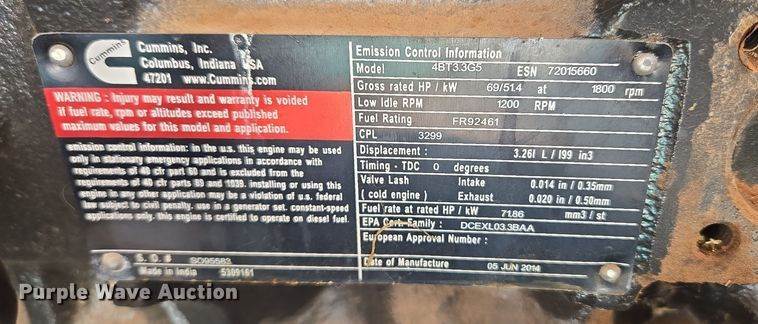 Cummins
Cummins, Inc.
Columbus, Indiana USA
47201 www.Cummins.com
WARNING : Injury may result and warranty is voided
if fuel rate, rpm or altitudes exceed published
maximum values for this model and application.
emission control information: in the u.s. this engine may be used
only in stationary emergency applications in accordance with
requirements of 40 cfr part 60 and is excluded from the
requirements of 40 cfr parts 89 and 1039. installing or using this
engine in any other application may be a violation of u.s. federal
law subject to civil penalty. use in a generator set. constant-speed
applications only. this engine is certified to operate on diesel fuel.
S. O. # SO95583
Made in India 5309161
Emission Control Information
Model 4BT3.3G5 ESN 72015660
Gross rated HP / kW 69/51.4 at 1800 rpm
Low Idle RPM 1200 RPM
Fuel Rating FR92461
CPL 3299
Displacement : 3.261 L / 199 in3
Timing - TDC 0 degrees
Valve Lash Intake 0.014 in / 0.35mm
( cold engine ) Exhaust 0.020 in / 0.50mm
Fuel rate at rated HP / kW 71.86 mm3 / st
EPA Cert. Family : DCEXL03.3BAA
European Approval Number :
Date of Manufacture 05 JUN 2014
Purple Wave Auction